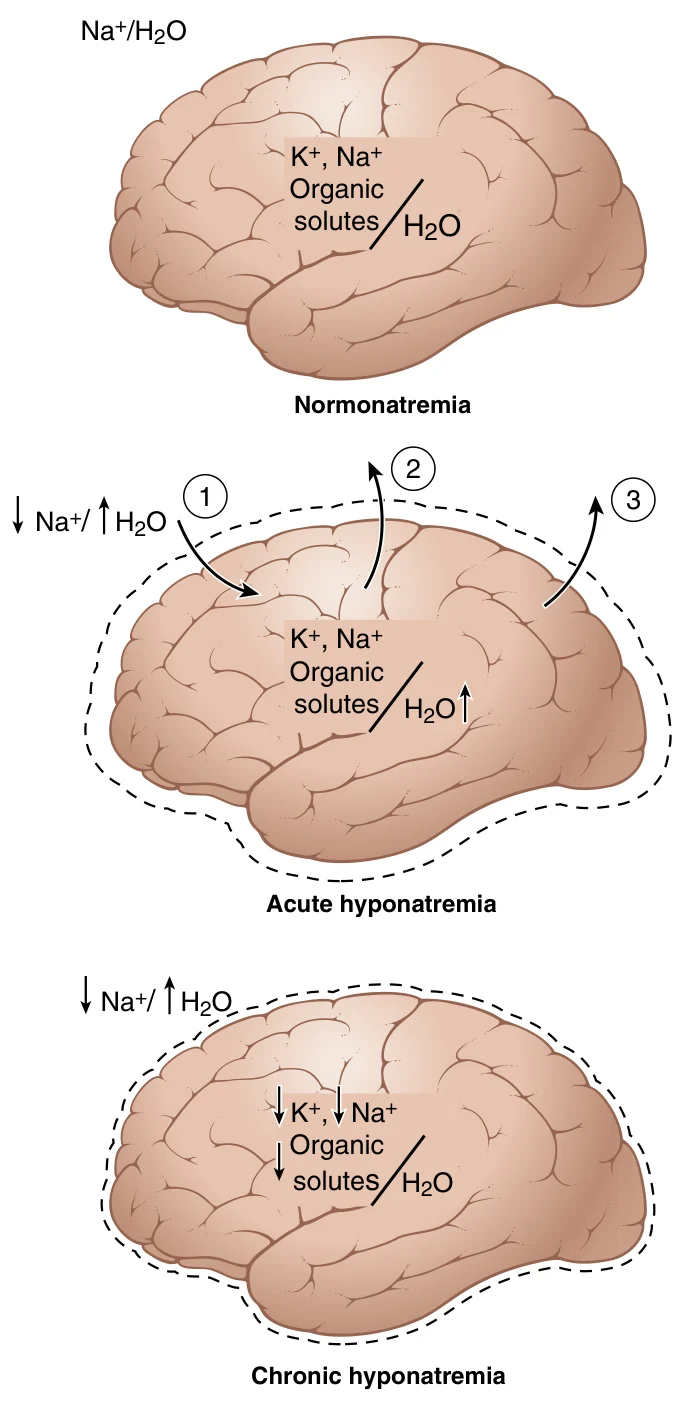 Na⁺/H₂O
K⁺, Na⁺
Organic
solutes/H₂O
Normonatremia
1
2
3
↓ Na⁺/ ↑ H₂O
K⁺, Na⁺
Organic
solutes/H₂O ↑
Acute hyponatremia
↓ Na⁺/ ↑ H₂O
↓ K⁺, ↓ Na⁺
Organic
↓ solutes/H₂O
Chronic hyponatremia